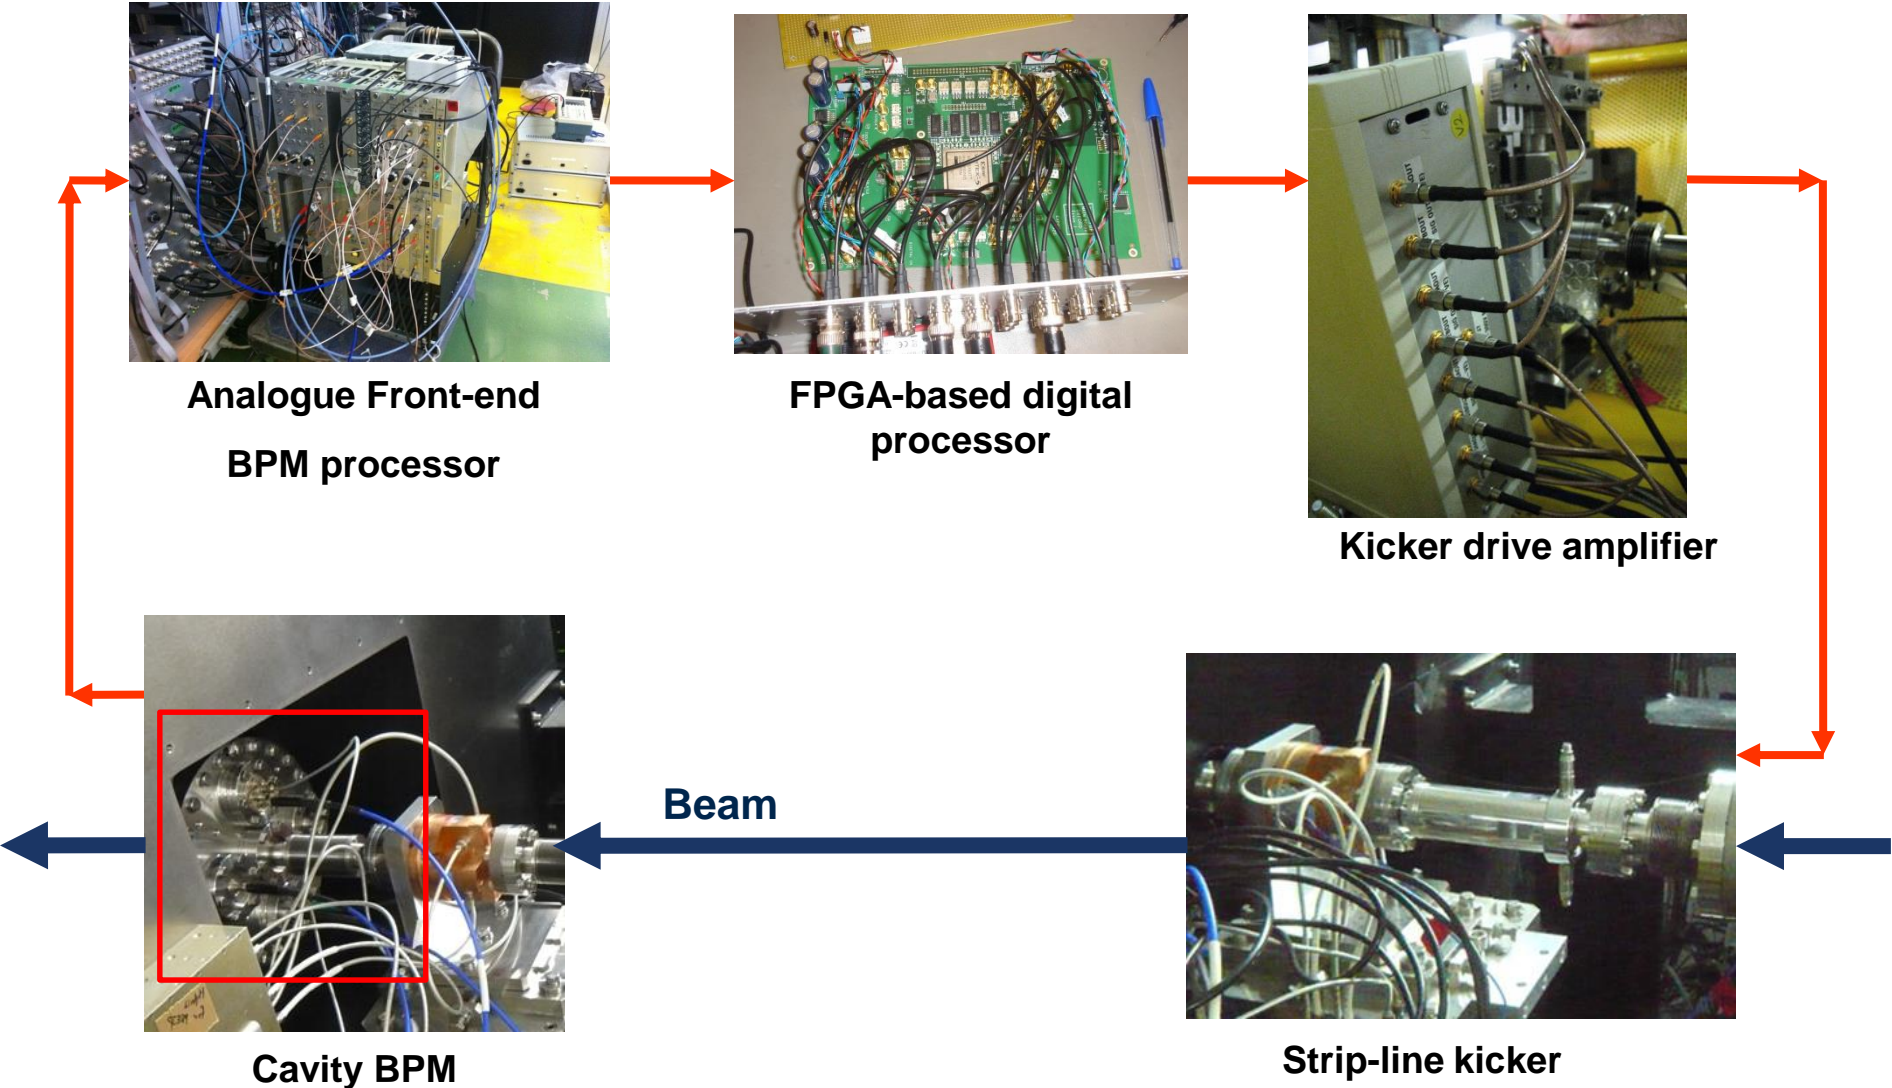 Analogue Front-end
BPM processor
FPGA-based digital
processor
Kicker drive amplifier
Beam
Cavity BPM
Strip-line kicker